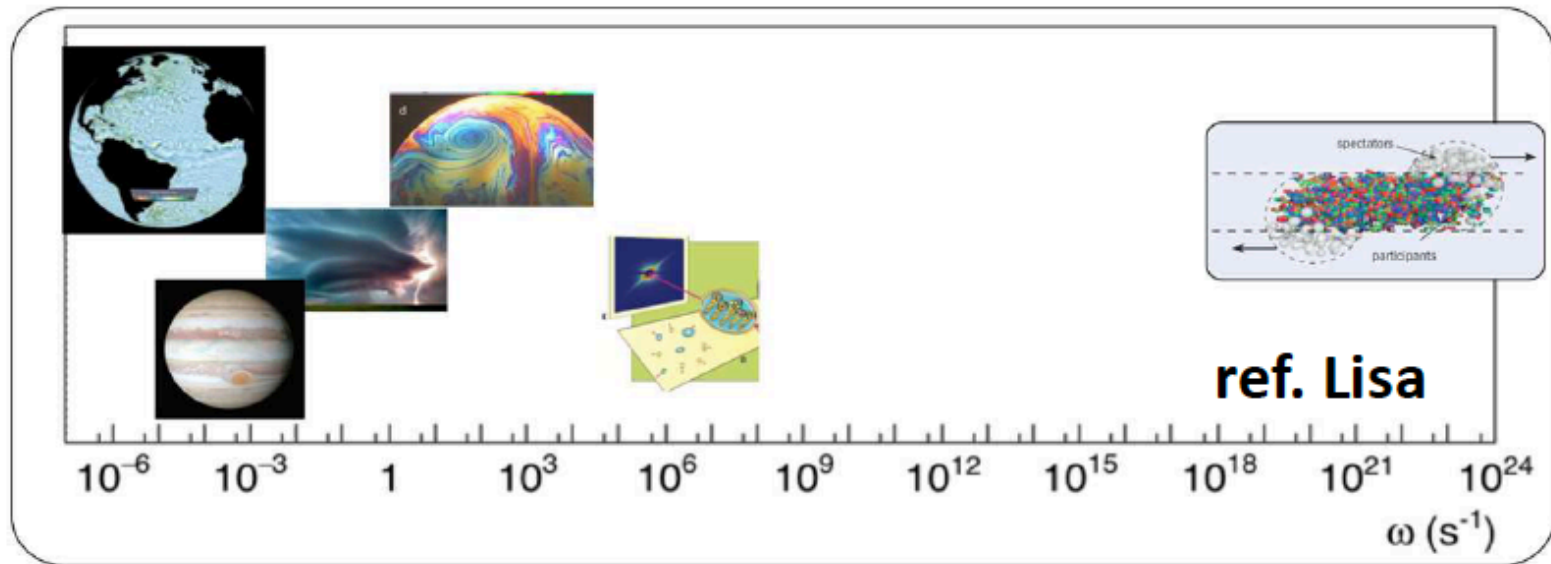 d
spectators
participants
ref. Lisa
10⁻⁶ 10⁻³ 1 10³ 10⁶ 10⁹ 10¹² 10¹⁵ 10¹⁸ 10²¹ 10²⁴
ω (s⁻¹)